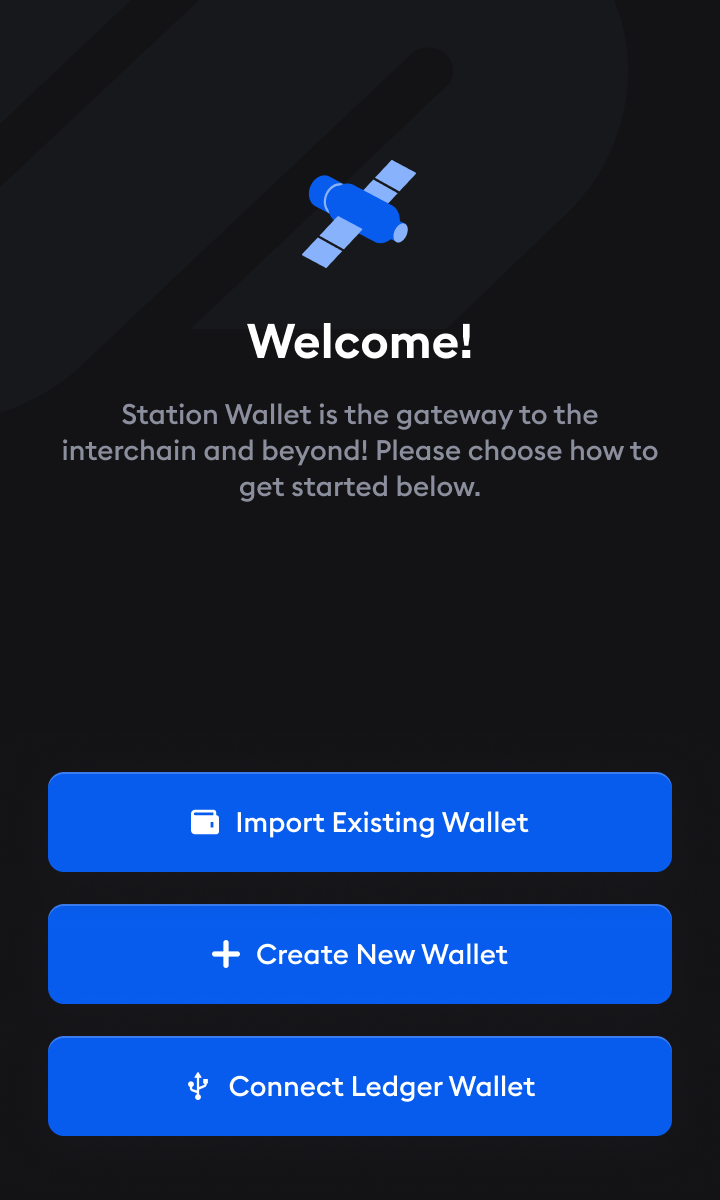 Welcome!
Station Wallet is the gateway to the
interchain and beyond! Please choose how to
get started below.
Import Existing Wallet
Create New Wallet
Connect Ledger Wallet